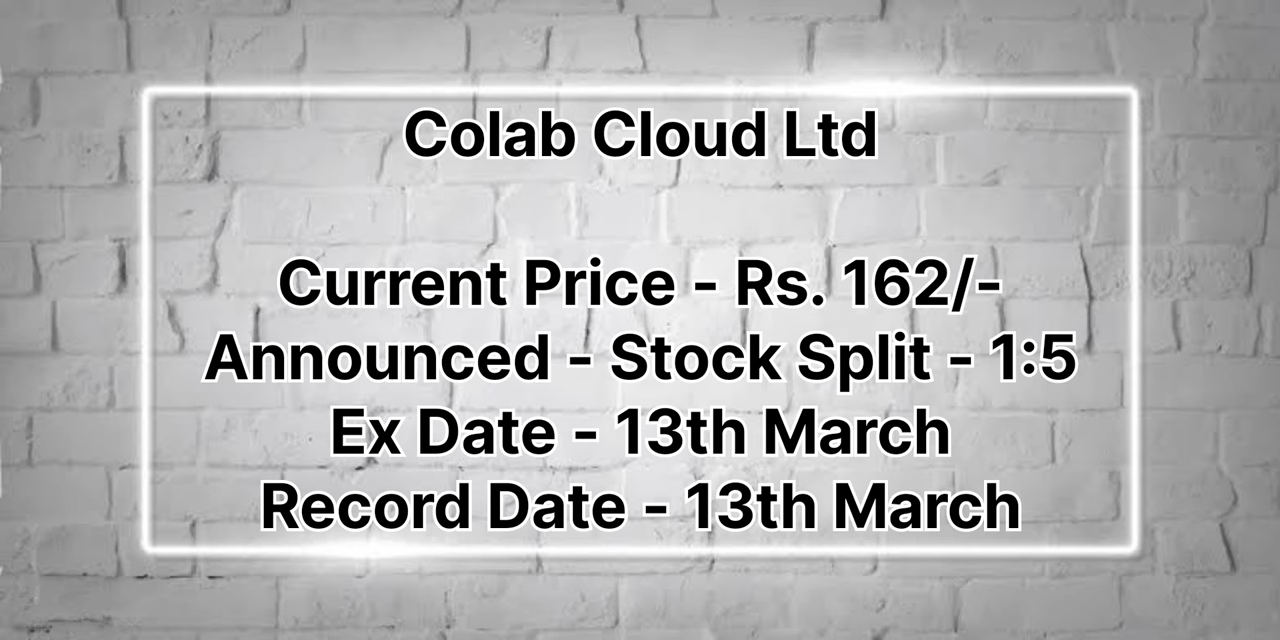 Colab Cloud Ltd
Current Price - Rs. 162/-
Announced - Stock Split - 1:5
Ex Date - 13th March
Record Date - 13th March